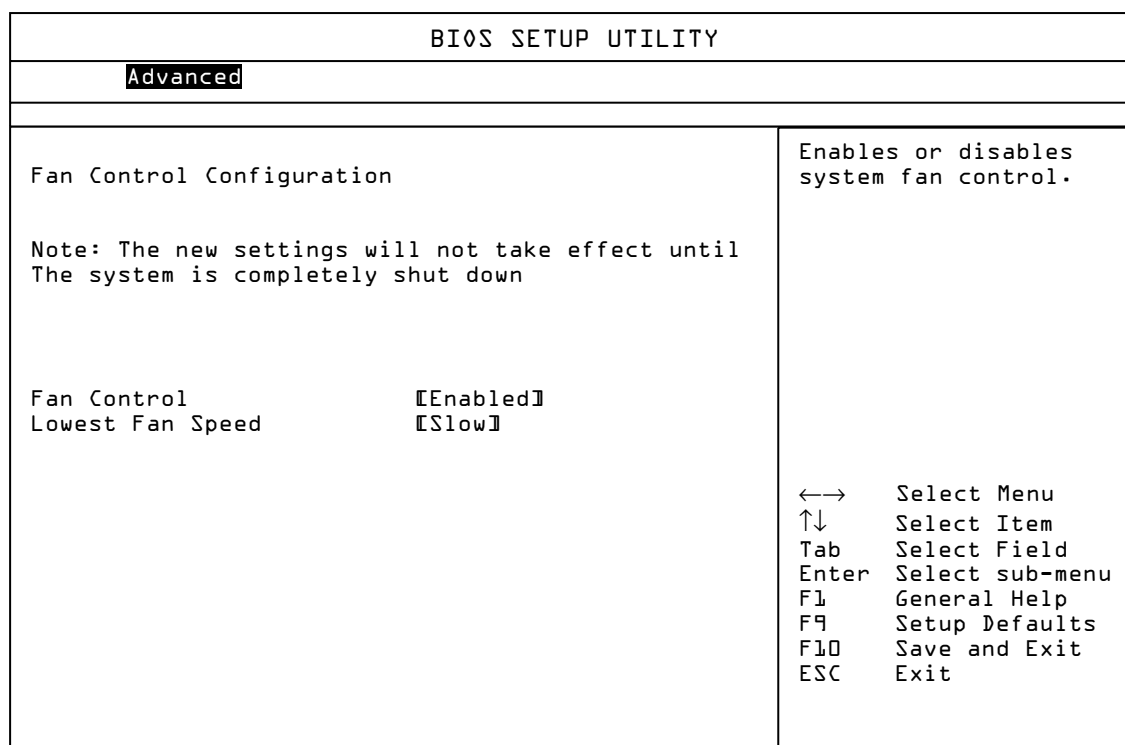 BIOS SETUP UTILITY
Advanced
Fan Control Configuration
Note: The new settings will not take effect until
The system is completely shut down
Fan Control [Enabled]
Lowest Fan Speed [Slow]
Enables or disables
system fan control.
←→ Select Menu
↑↓ Select Item
Tab Select Field
Enter Select sub-menu
F1 General Help
F9 Setup Defaults
F10 Save and Exit
ESC Exit